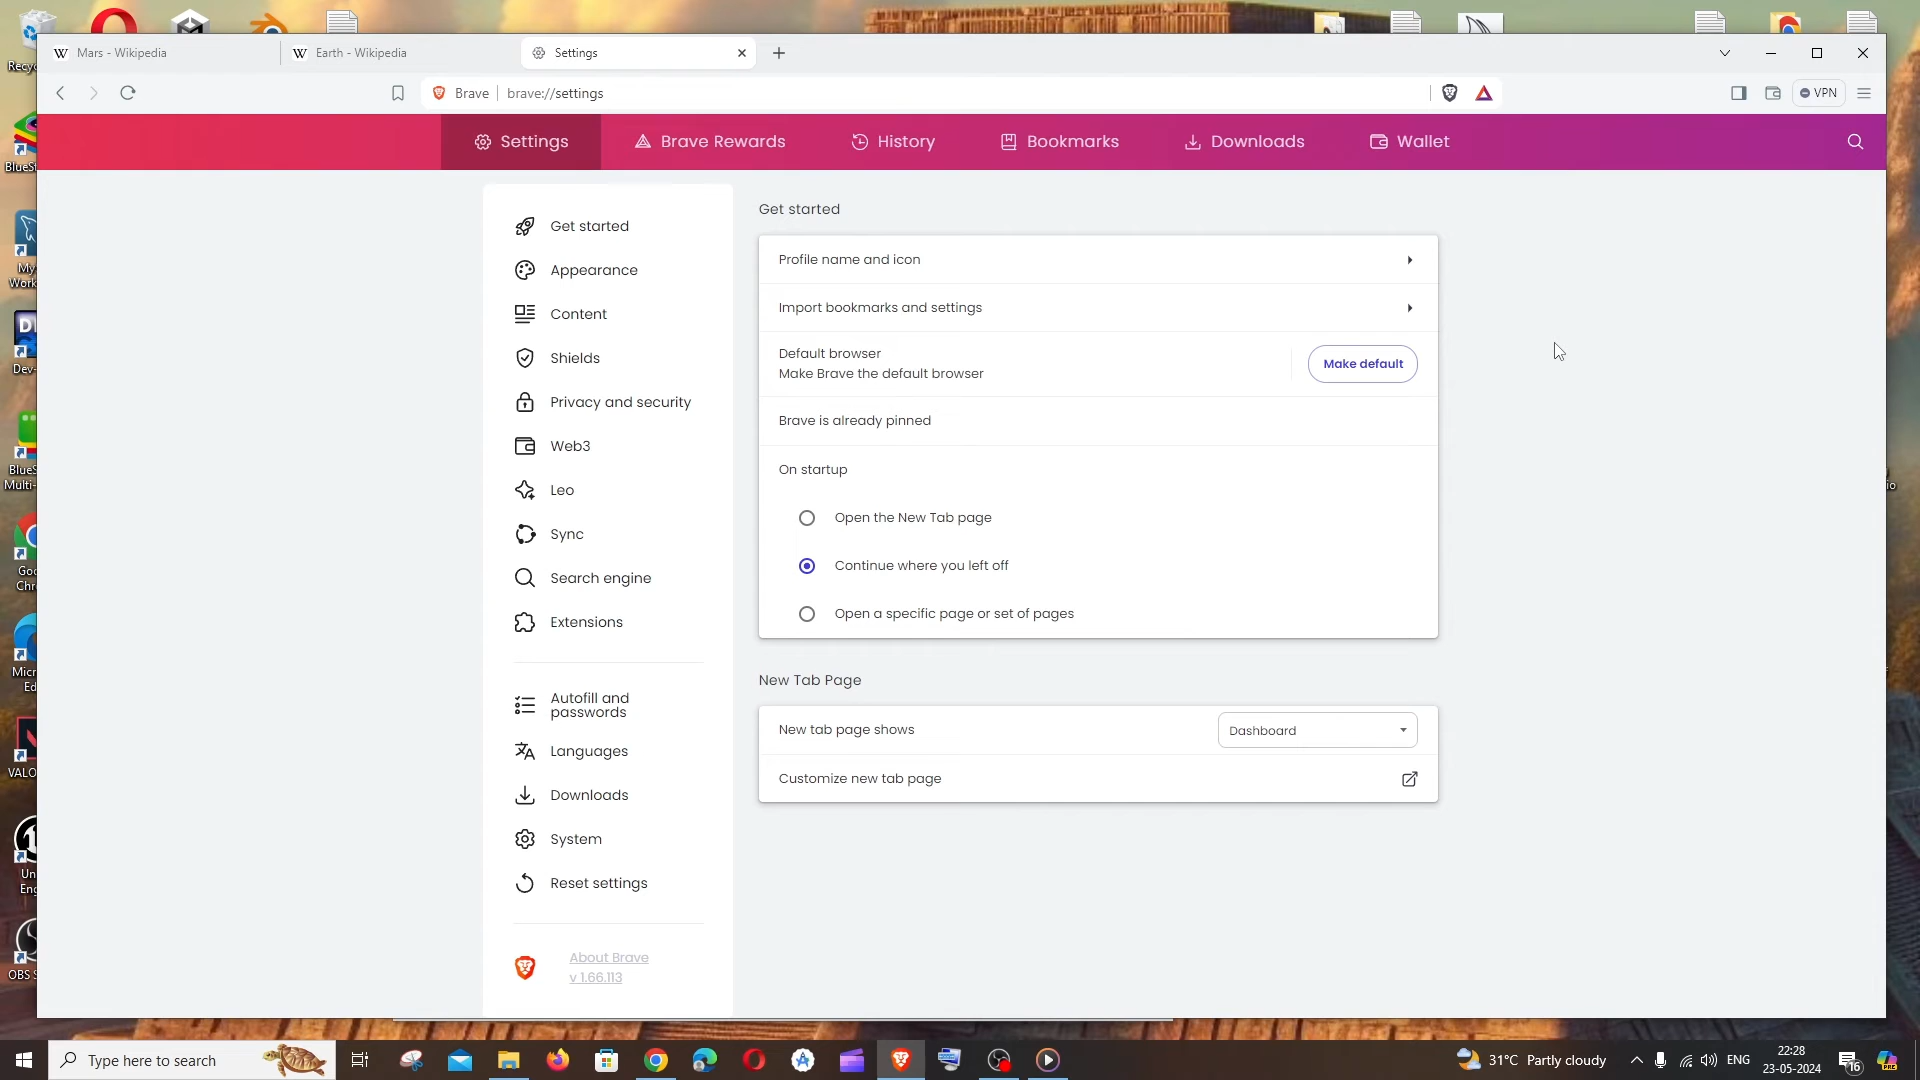 Mars - Wikipedia
Earth - Wikipedia
Settings
Brave
brave://settings
VPN
Settings
Brave Rewards
History
Bookmarks
Downloads
Wallet
Get started
Appearance
Content
Shields
Privacy and security
Web3
Leo
Sync
Search engine
Extensions
Autofill and
passwords
Languages
Downloads
System
Reset settings
About Brave
v 1.66.113
Get started
Profile name and icon
Import bookmarks and settings
Default browser
Make Brave the default browser
Make default
Brave is already pinned
On startup
Open the New Tab page
Continue where you left off
Open a specific page or set of pages
New Tab Page
New tab page shows
Dashboard
Customize new tab page
Type here to search
31°C Partly cloudy
ENG
22:28
23-05-2024
16